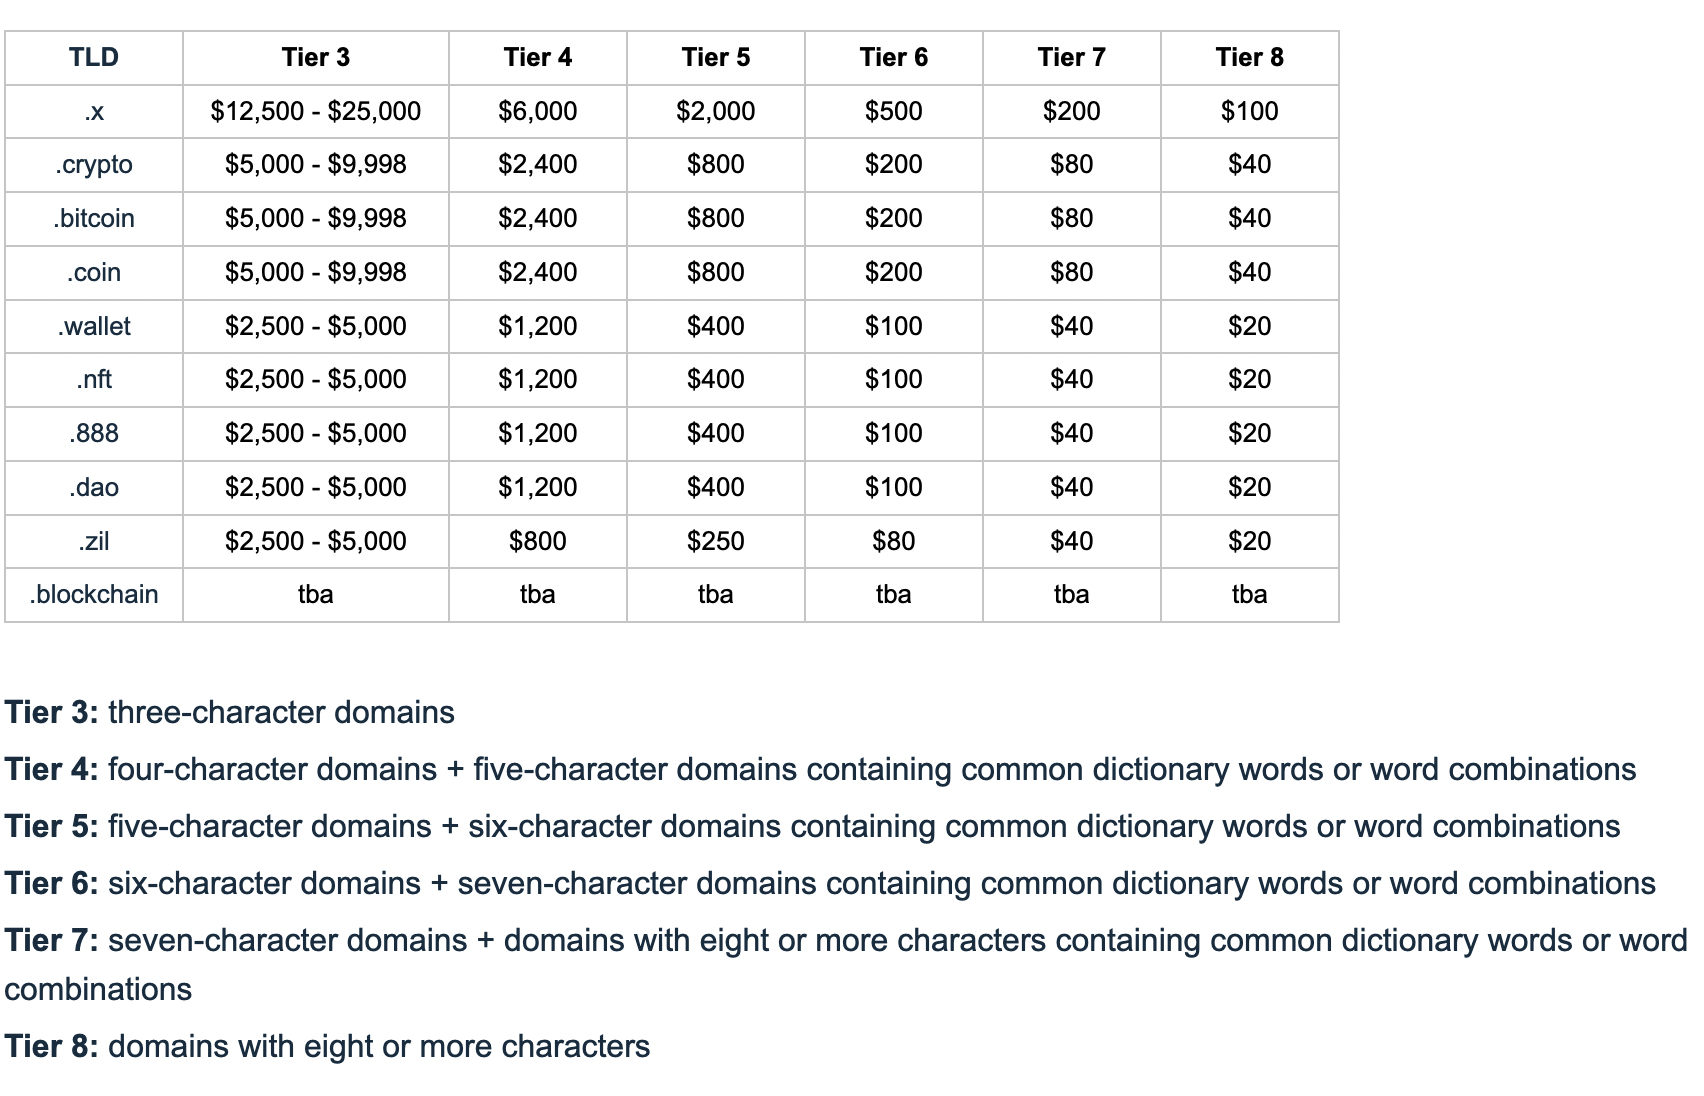 TLD Tier 3 Tier 4 Tier 5 Tier 6 Tier 7 Tier 8
.x $12,500 - $25,000 $6,000 $2,000 $500 $200 $100
.crypto $5,000 - $9,998 $2,400 $800 $200 $80 $40
.bitcoin $5,000 - $9,998 $2,400 $800 $200 $80 $40
.coin $5,000 - $9,998 $2,400 $800 $200 $80 $40
.wallet $2,500 - $5,000 $1,200 $400 $100 $40 $20
.nft $2,500 - $5,000 $1,200 $400 $100 $40 $20
.888 $2,500 - $5,000 $1,200 $400 $100 $40 $20
.dao $2,500 - $5,000 $1,200 $400 $100 $40 $20
.zil $2,500 - $5,000 $800 $250 $80 $40 $20
.blockchain tba tba tba tba tba tba
Tier 3: three-character domains
Tier 4: four-character domains + five-character domains containing common dictionary words or word combinations
Tier 5: five-character domains + six-character domains containing common dictionary words or word combinations
Tier 6: six-character domains + seven-character domains containing common dictionary words or word combinations
Tier 7: seven-character domains + domains with eight or more characters containing common dictionary words or word
combinations
Tier 8: domains with eight or more characters